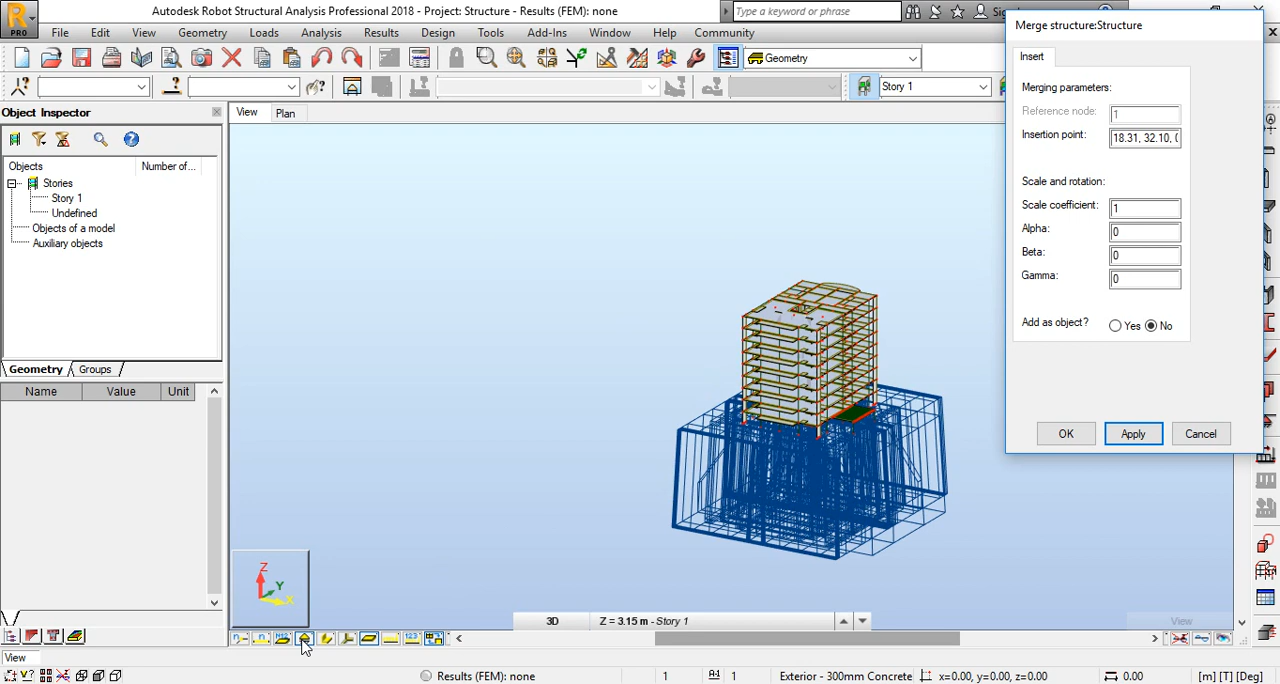 Autodesk Robot Structural Analysis Professional 2018 - Project: Structure - Results (FEM): none
Type a keyword or phrase
PRO
File Edit View Geometry Loads Analysis Results Design Tools Add-Ins Window Help Community
Geometry
Story 1
Object Inspector
View Plan
Objects Number of...
Stories
Story 1
Undefined
Objects of a model
Auxiliary objects
Geometry Groups
Name Value Unit
Merge structure:Structure
Insert
Merging parameters:
Reference node: 1
Insertion point: 18.31, 32.10, (
Scale and rotation:
Scale coefficient: 1
Alpha: 0
Beta: 0
Gamma: 0
Add as object? Yes No
OK Apply Cancel
Z
Y
X
3D Z = 3.15 m - Story 1
View
View
Results (FEM): none 1 1 Exterior - 300mm Concrete x=0.00, y=0.00, z=0.00 0.00 [m] [T] [Deg]